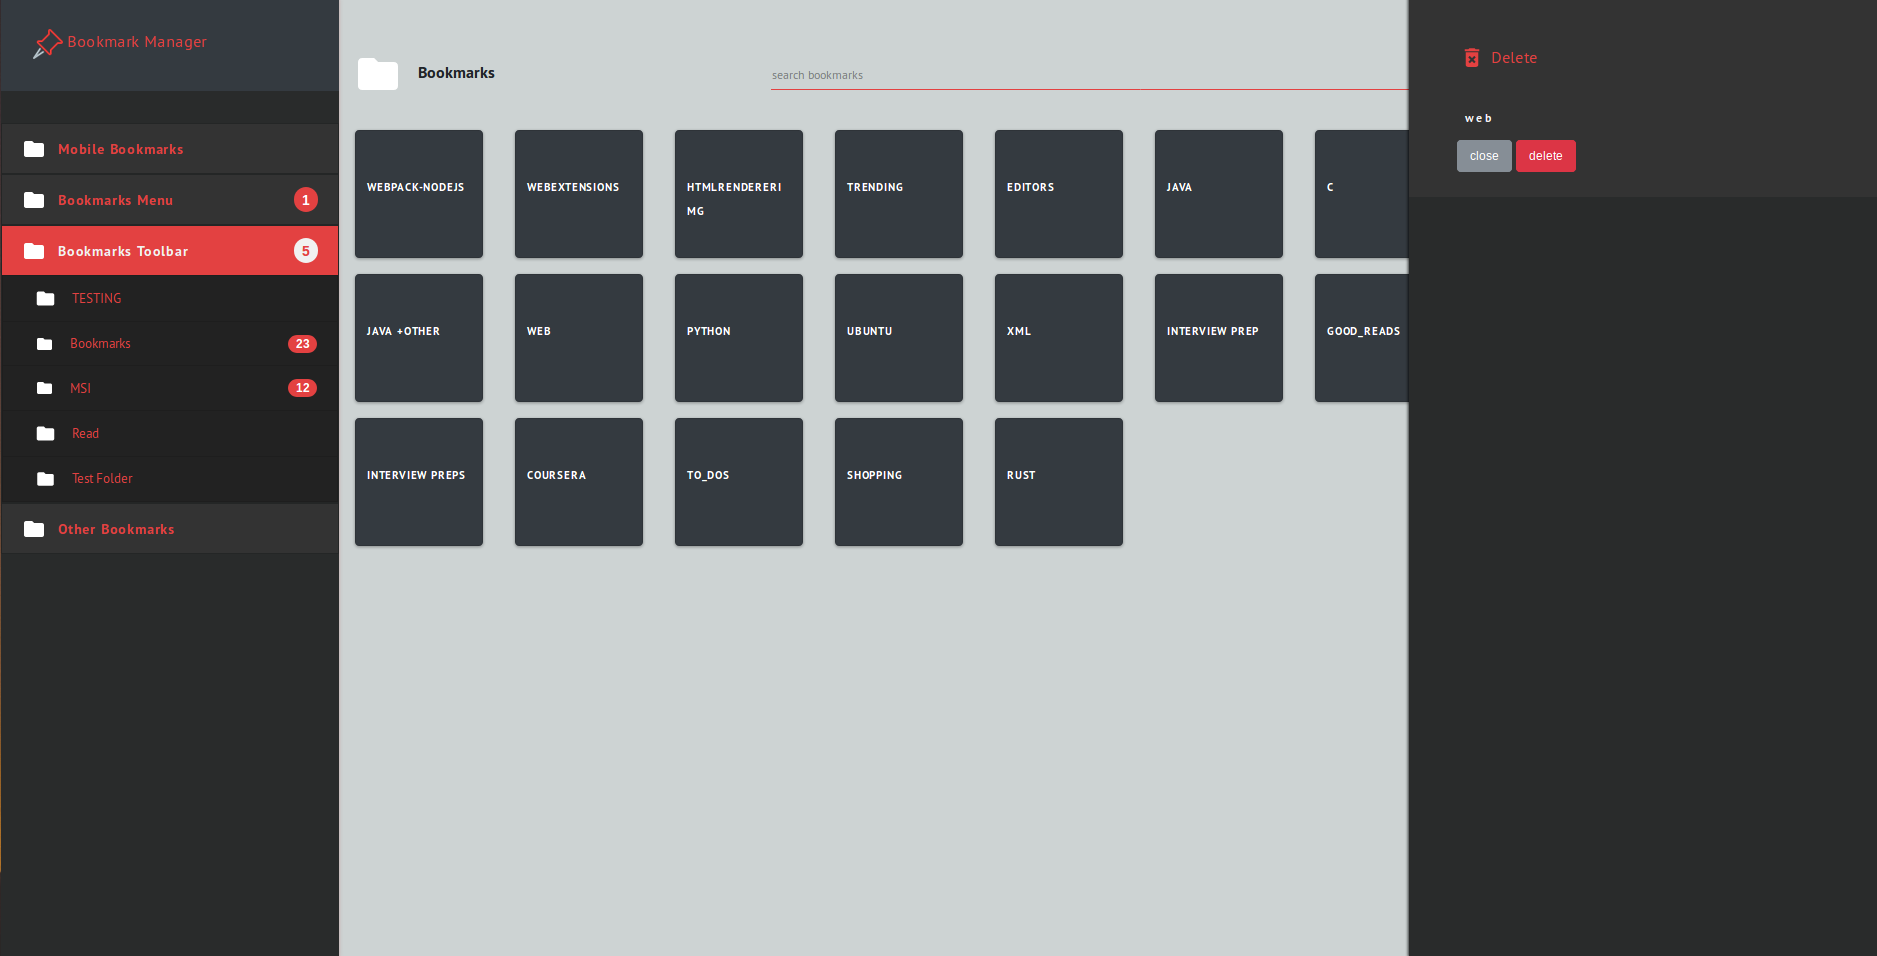 Bookmark Manager
Mobile Bookmarks
Bookmarks Menu 1
Bookmarks Toolbar 5
TESTING
Bookmarks 23
MSI 12
Read
Test Folder
Other Bookmarks
Bookmarks
search bookmarks
WEBPACK-NODEJS
WEBEXTENSIONS
HTMLRENDERERI
MG
TRENDING
EDITORS
JAVA
C
JAVA +OTHER
WEB
PYTHON
UBUNTU
XML
INTERVIEW PREP
GOOD_READS
INTERVIEW PREPS
COURSERA
TO_DOS
SHOPPING
RUST
Delete
web
close delete